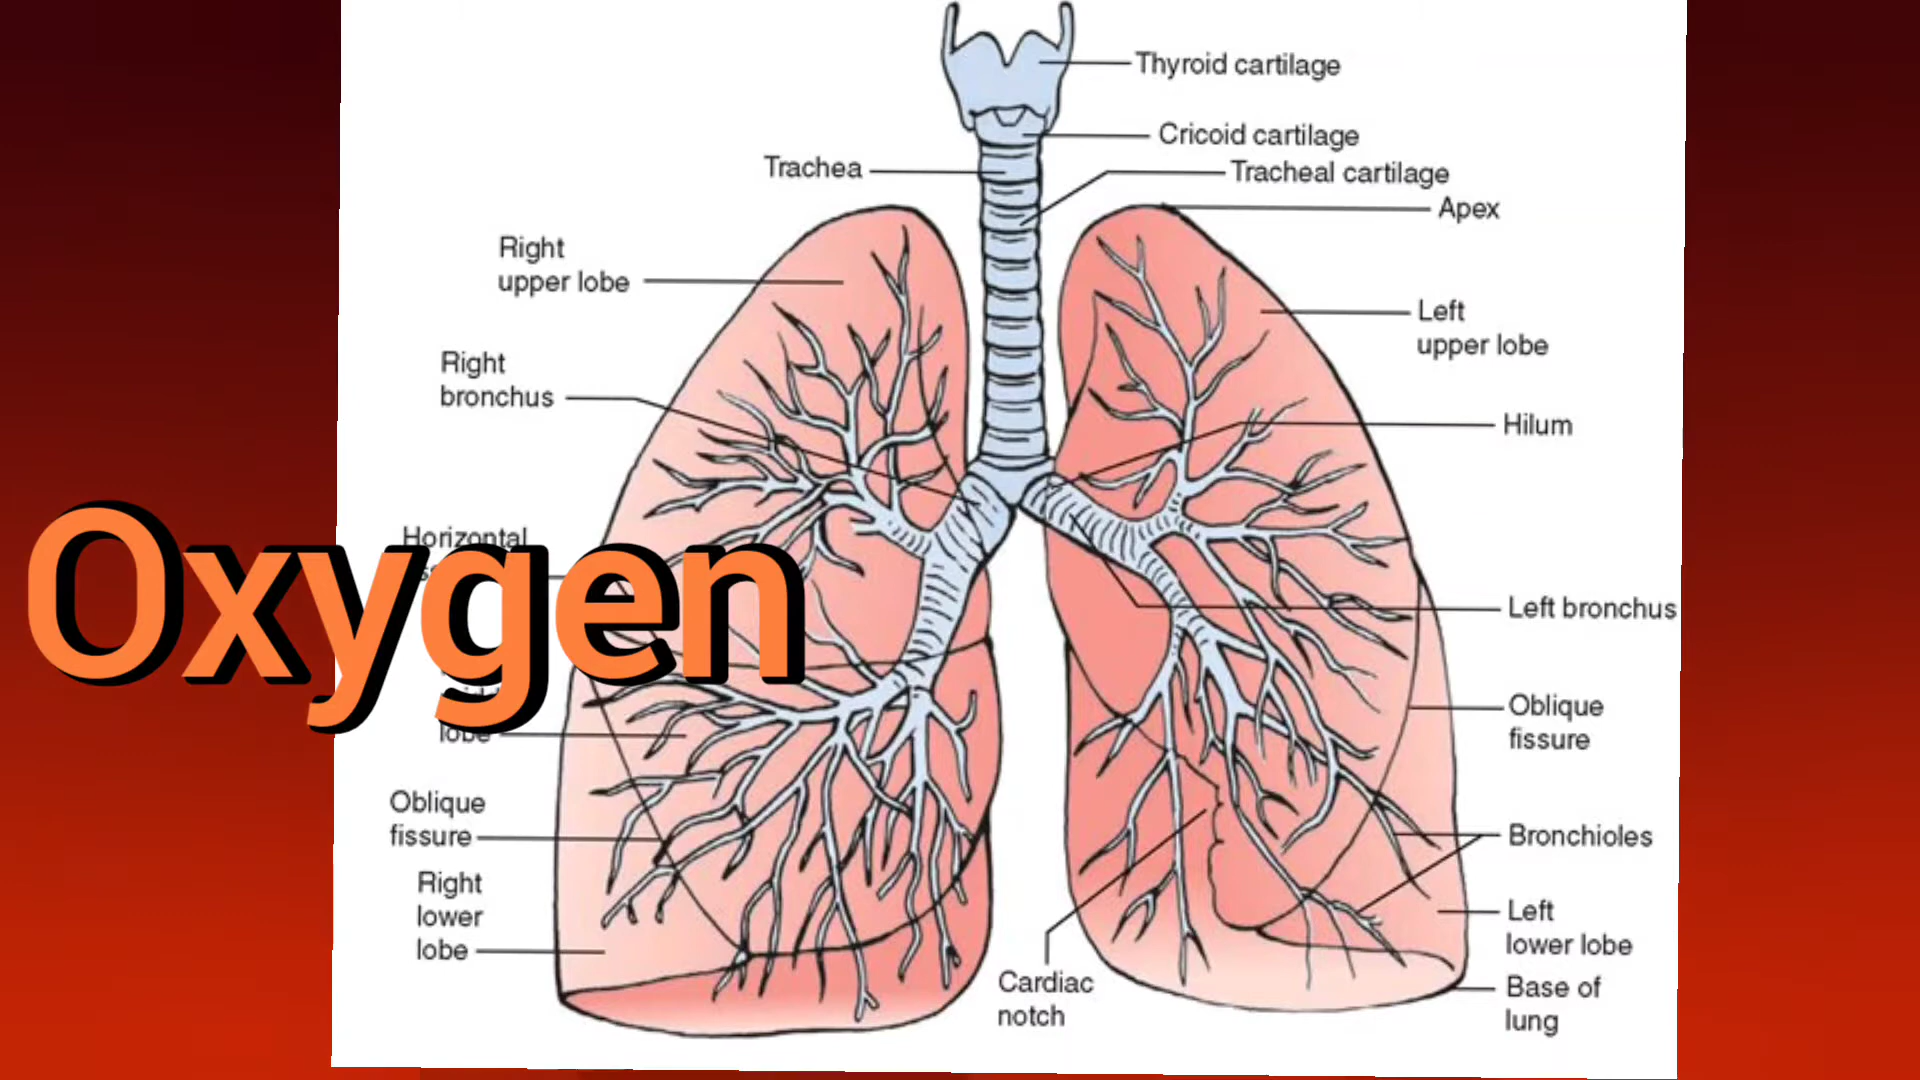 Thyroid cartilage
Cricoid cartilage
Trachea
Tracheal cartilage
Apex
Right
upper lobe
Left
upper lobe
Right
bronchus
Hilum
Horizontal
Oxygen
Left bronchus
lobe
Oblique
fissure
Oblique
fissure
Bronchioles
Right
lower
lobe
Left
lower lobe
Cardiac
notch
Base of
lung